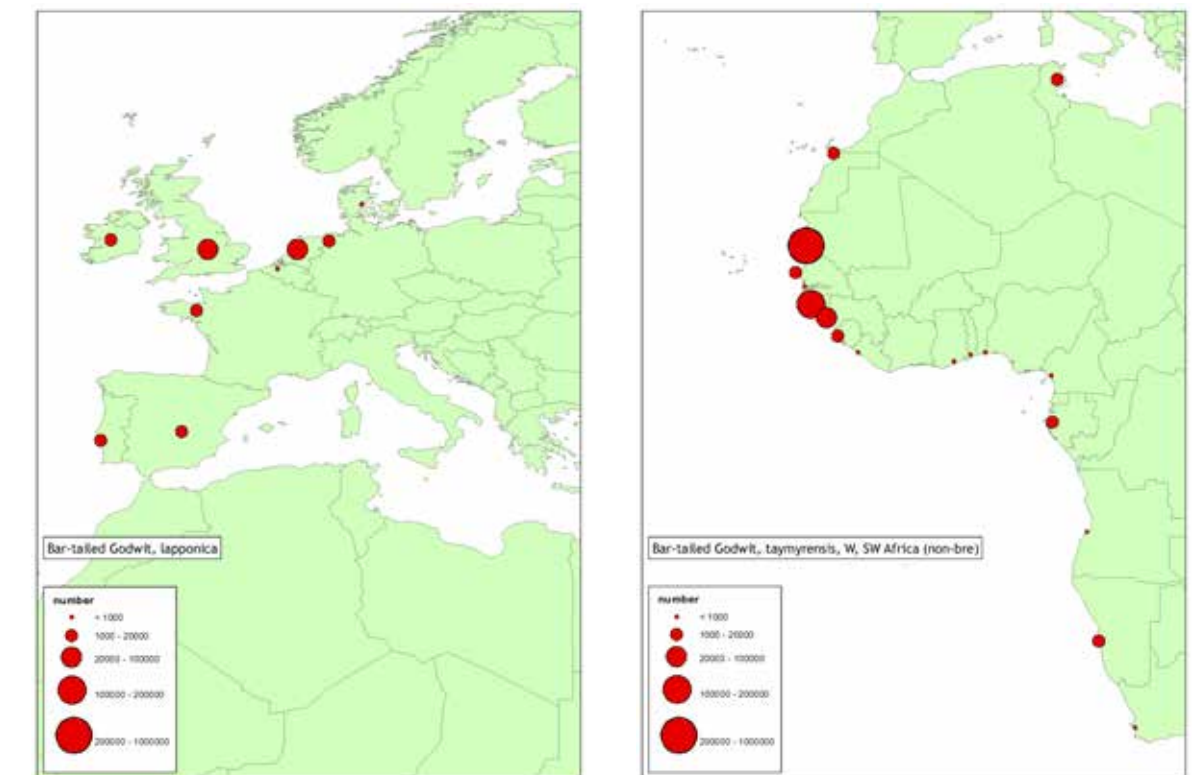 Bar-tailed Godwit, lapponica
number
< 1000
1000 - 20000
20000 - 100000
100000 - 200000
200000 - 1000000
Bar-tailed Godwit, taymyrensis, W, SW Africa (non-bre)
number
< 1000
1000 - 20000
20000 - 100000
100000 - 200000
200000 - 1000000